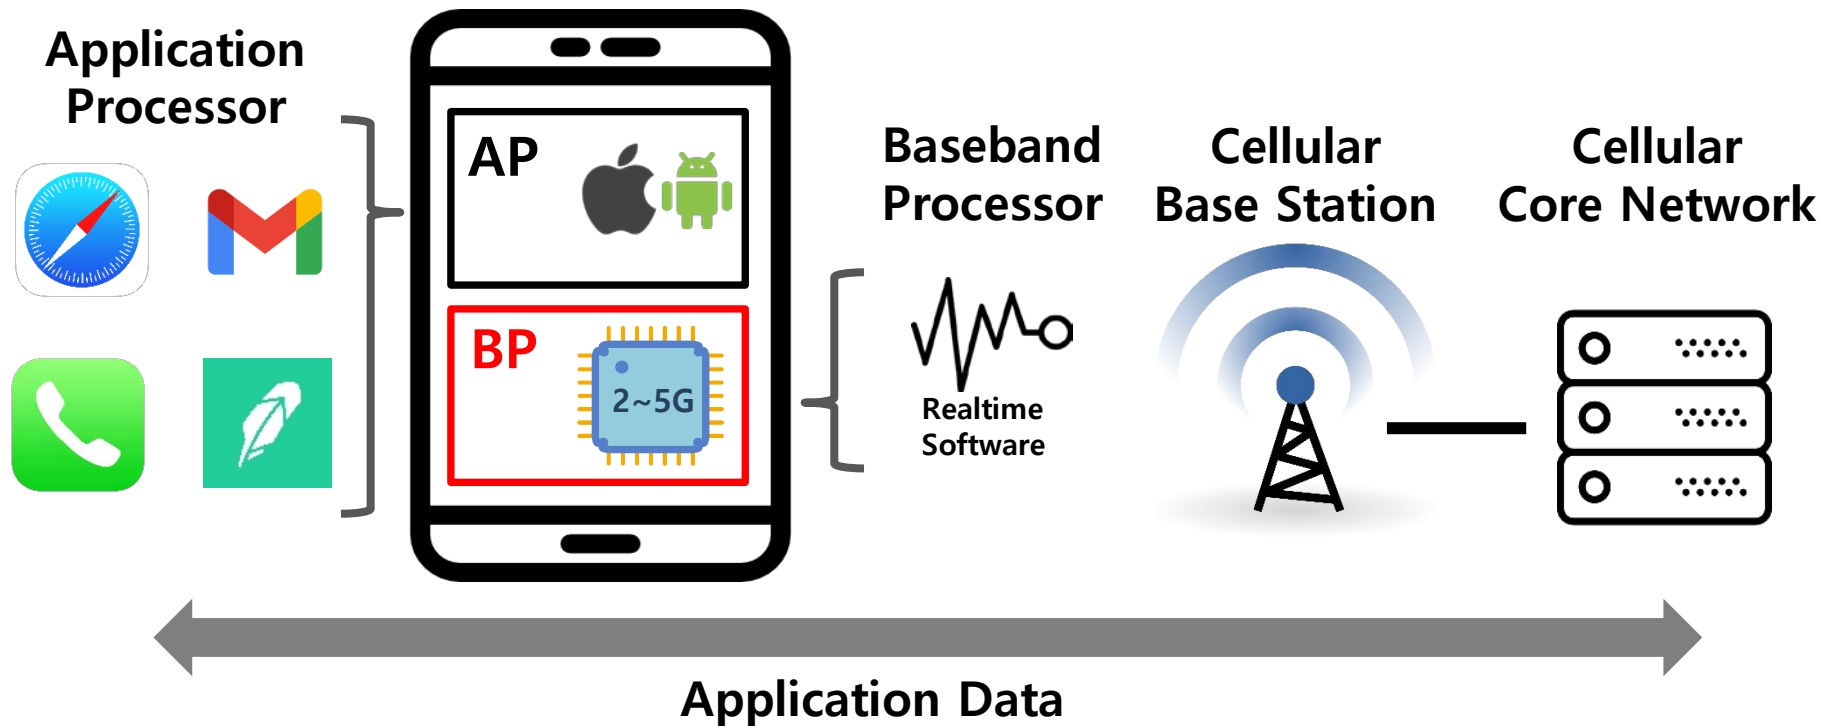 Application
Processor
AP
BP
2~5G
Baseband
Processor
Realtime
Software
Cellular
Base Station
Cellular
Core Network
Application Data